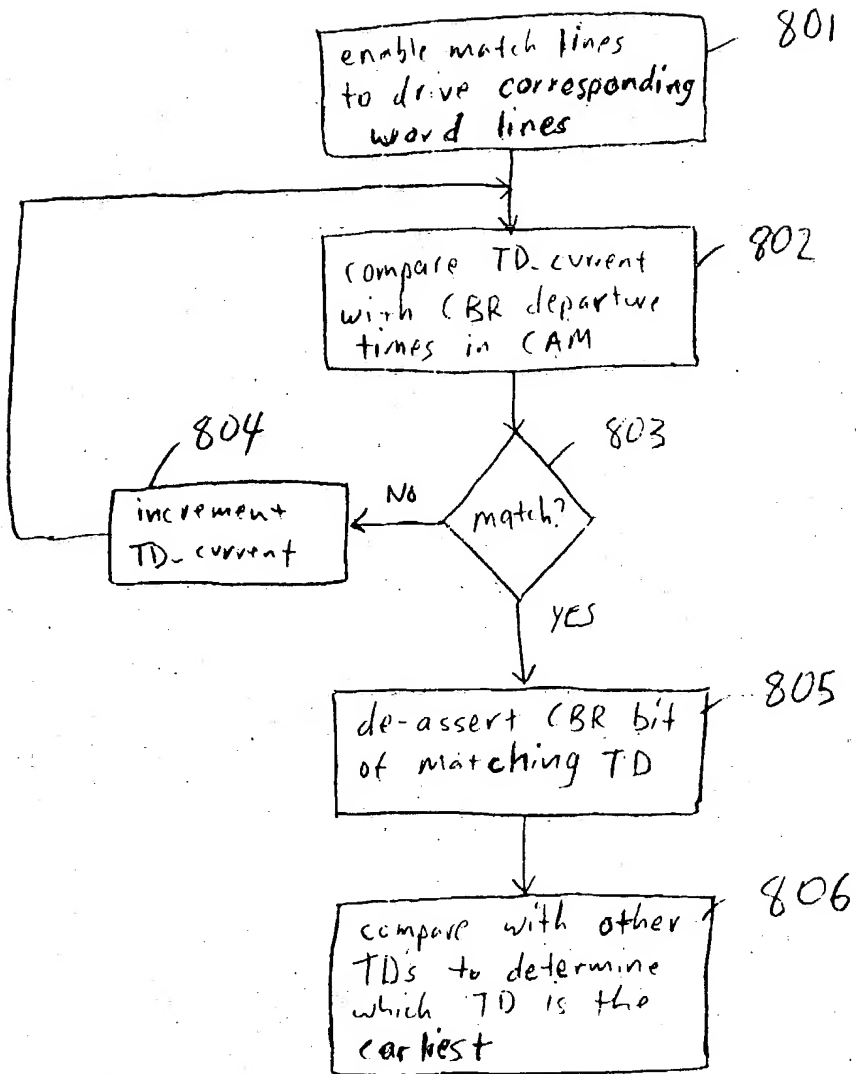 801
enable match lines
to drive corresponding
word lines
802
compare TD_current
with CBR departure
times in CAM
803
match?
No
804
increment
TD_current
YES
805
de-assert CBR bit
of matching TD
806
compare with other
TDs to determine
which TD is the
earliest